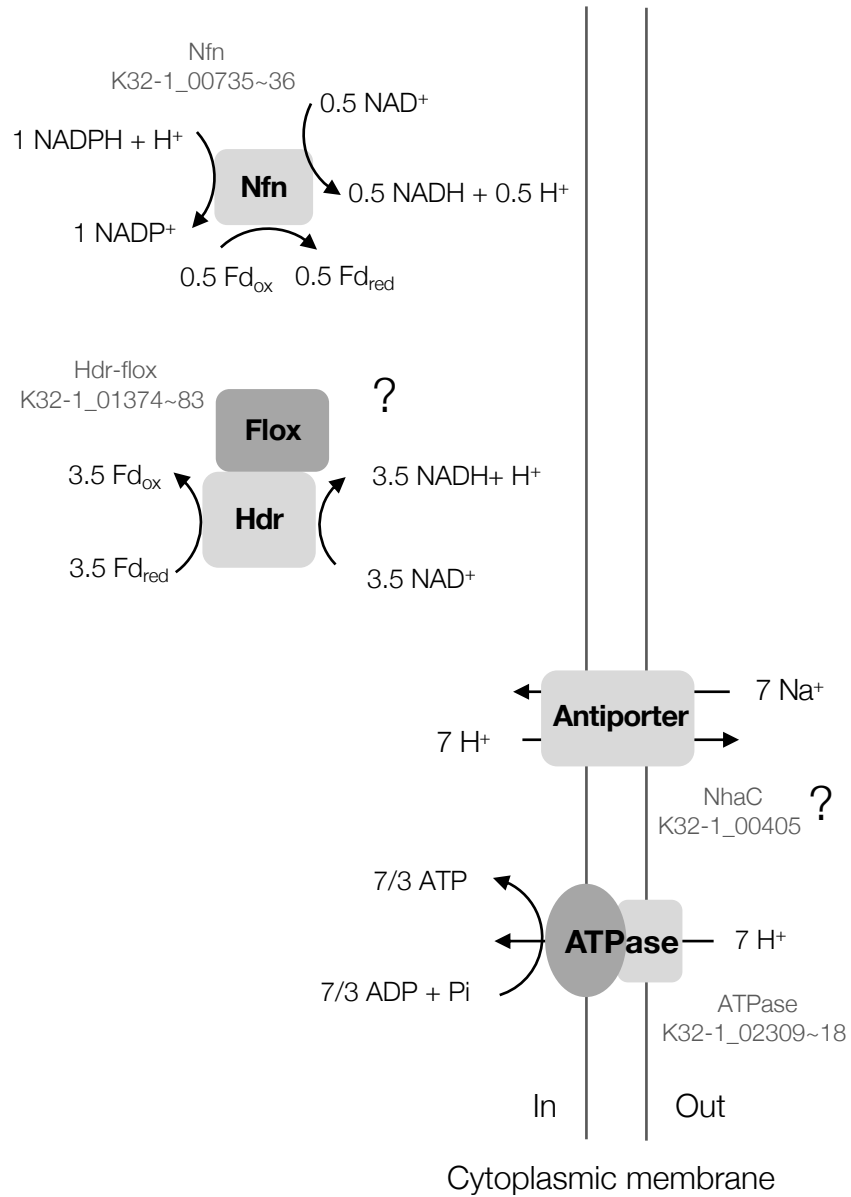 Nfn
K32-1_00735~36
0.5 NAD⁺
1 NADPH + H⁺
Nfn
0.5 NADH + 0.5 H⁺
1 NADP⁺
0.5 Fdox 0.5 Fdred
Hdr-flox
K32-1_01374~83
?
Flox
3.5 Fdox
3.5 NADH+ H⁺
Hdr
3.5 Fdred
3.5 NAD⁺
7 Na⁺
Antiporter
7 H⁺
NhaC
K32-1_00405
?
7/3 ATP
ATPase
7 H⁺
7/3 ADP + Pi
ATPase
K32-1_02309~18
In
Out
Cytoplasmic membrane